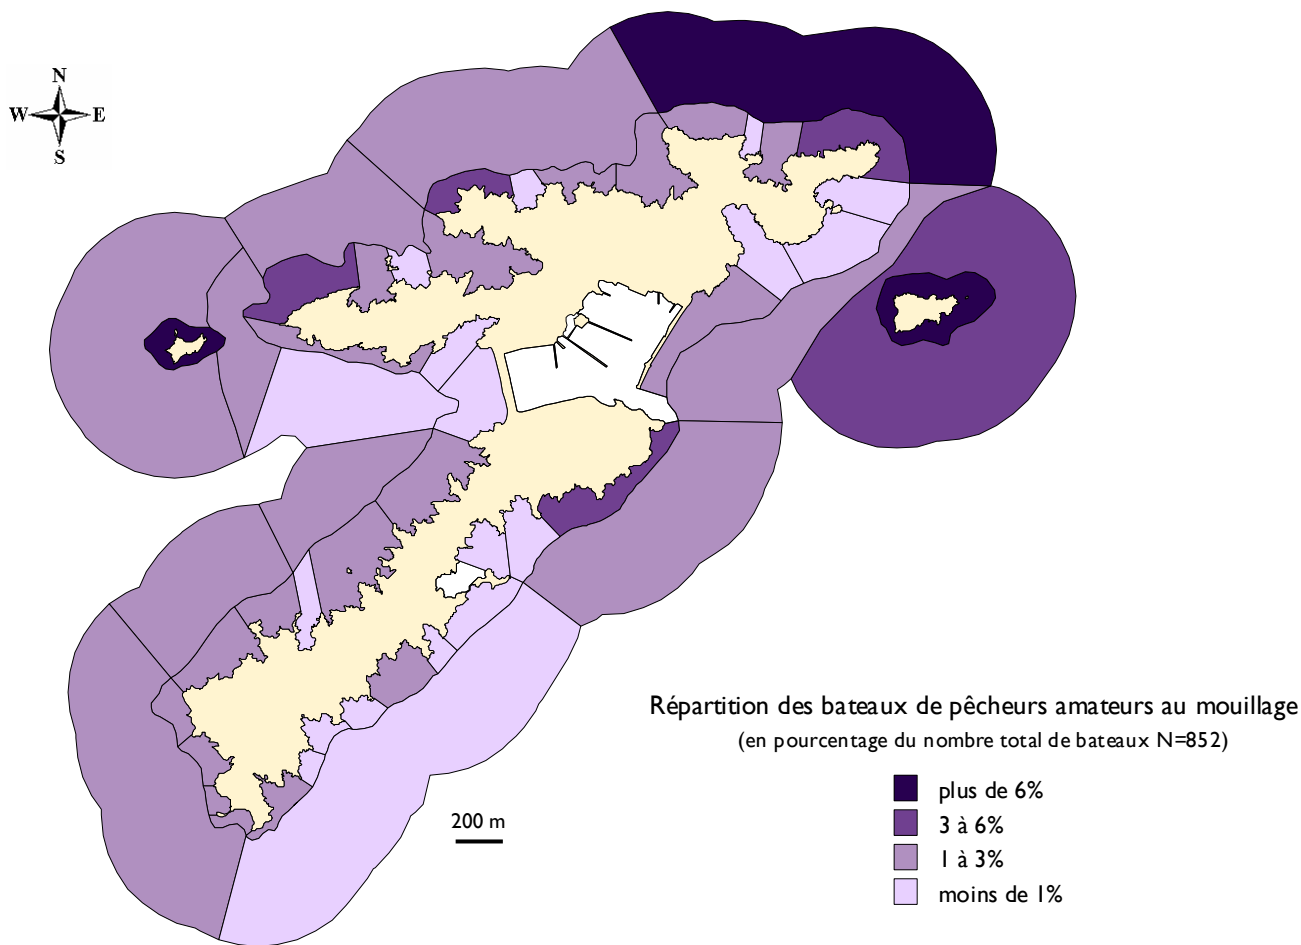 N
W E
S
Répartition des bateaux de pêcheurs amateurs au mouillage
(en pourcentage du nombre total de bateaux N=852)
plus de 6%
3 à 6%
1 à 3%
moins de 1%
200 m